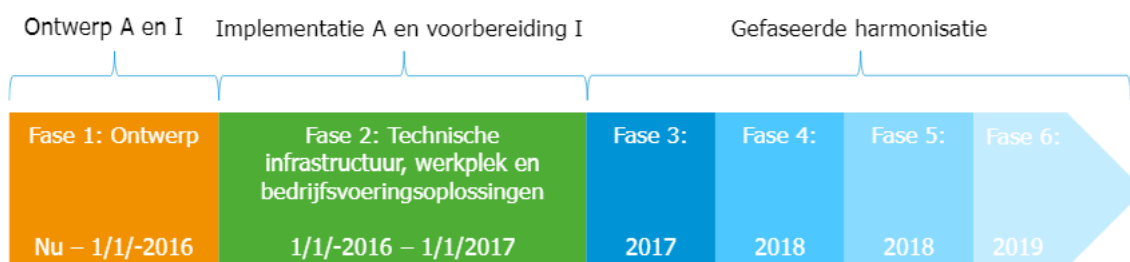 Ontwerp A en I
Implementatie A en voorbereiding I
Gefaseerde harmonisatie
Fase 1: Ontwerp
Nu – 1/1/-2016
Fase 2: Technische
infrastructuur, werkplek en
bedrijfsvoeringsoplossingen
1/1/-2016 – 1/1/2017
Fase 3:
2017
Fase 4:
2018
Fase 5:
2018
Fase 6:
2019